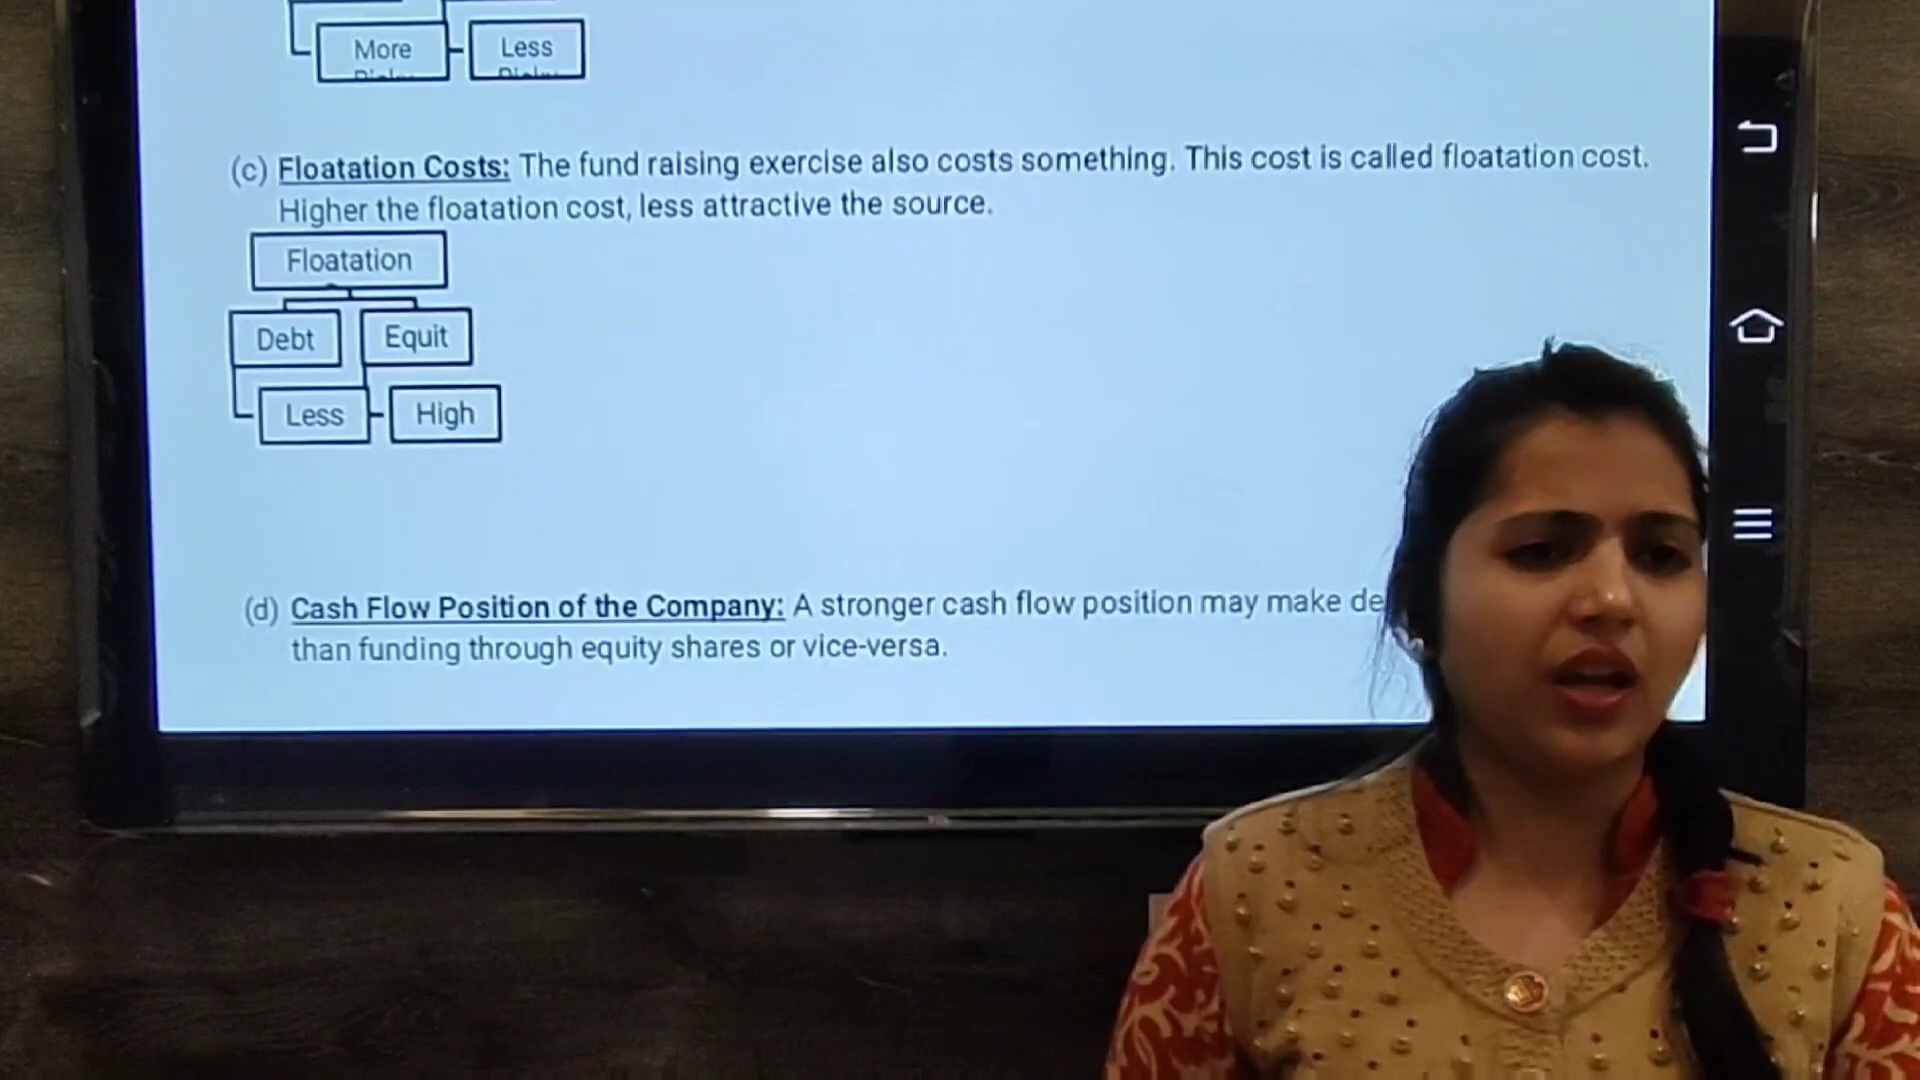 More Less
(c) Floatation Costs: The fund raising exercise also costs something. This cost is called floatation cost.
Higher the floatation cost, less attractive the source.
Floatation
Debt Equit
Less High
(d) Cash Flow Position of the Company: A stronger cash flow position may make de
than funding through equity shares or vice-versa.